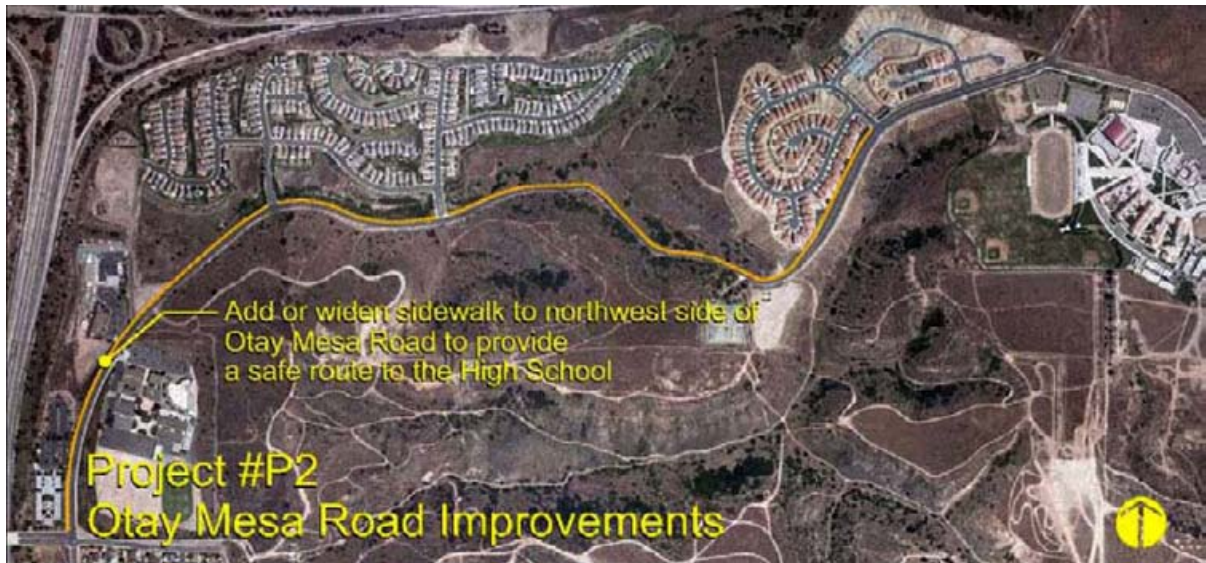 Add or widen sidewalk to northwest side of
Otay Mesa Road to provide
a safe route to the High School
Project #P2
Otay Mesa Road Improvements